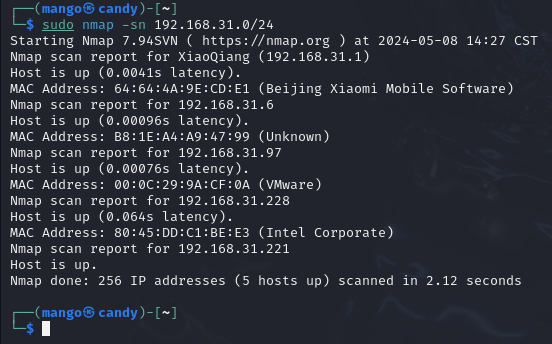 ┌──(mango㉿candy)-[~]
└─$ sudo nmap -sn 192.168.31.0/24
Starting Nmap 7.94SVN ( https://nmap.org ) at 2024-05-08 14:27 CST
Nmap scan report for XiaoQiang (192.168.31.1)
Host is up (0.0041s latency).
MAC Address: 64:64:4A:9E:CD:E1 (Beijing Xiaomi Mobile Software)
Nmap scan report for 192.168.31.6
Host is up (0.00096s latency).
MAC Address: B8:1E:A4:A9:47:99 (Unknown)
Nmap scan report for 192.168.31.97
Host is up (0.00076s latency).
MAC Address: 00:0C:29:9A:CF:0A (VMware)
Nmap scan report for 192.168.31.228
Host is up (0.064s latency).
MAC Address: 80:45:DD:C1:BE:E3 (Intel Corporate)
Nmap scan report for 192.168.31.221
Host is up.
Nmap done: 256 IP addresses (5 hosts up) scanned in 2.12 seconds
┌──(mango㉿candy)-[~]
└─$